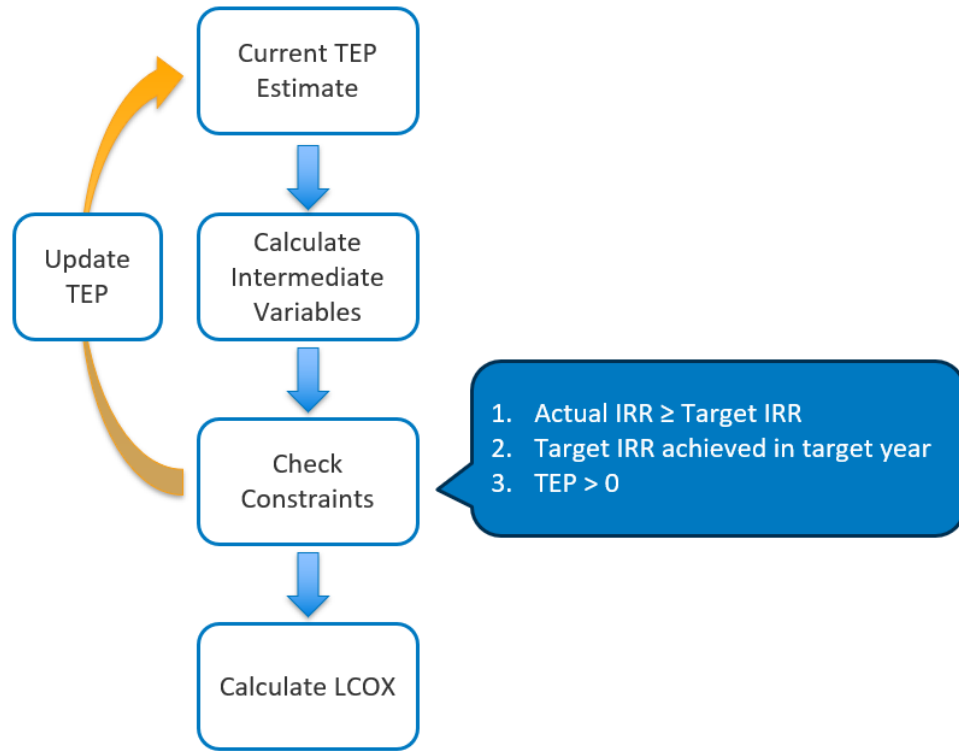 Current TEP
Estimate
Update
TEP
Calculate
Intermediate
Variables
Check
Constraints
1. Actual IRR ≥ Target IRR
2. Target IRR achieved in target year
3. TEP > 0
Calculate LCOX